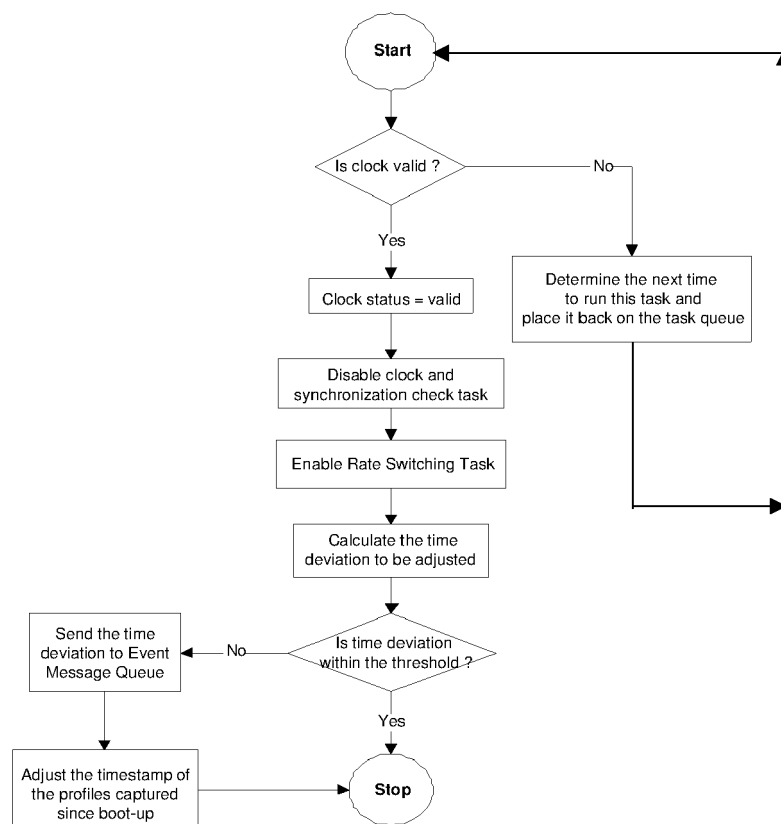 Start
Is clock valid ?
No
Yes
Clock status = valid
Determine the next time
to run this task and
place it back on the task queue
Disable clock and
synchronization check task
Enable Rate Switching Task
Calculate the time
deviation to be adjusted
Is time deviation
within the threshold ?
No
Send the time
deviation to Event
Message Queue
Yes
Adjust the timestamp of
the profiles captured
since boot-up
Stop